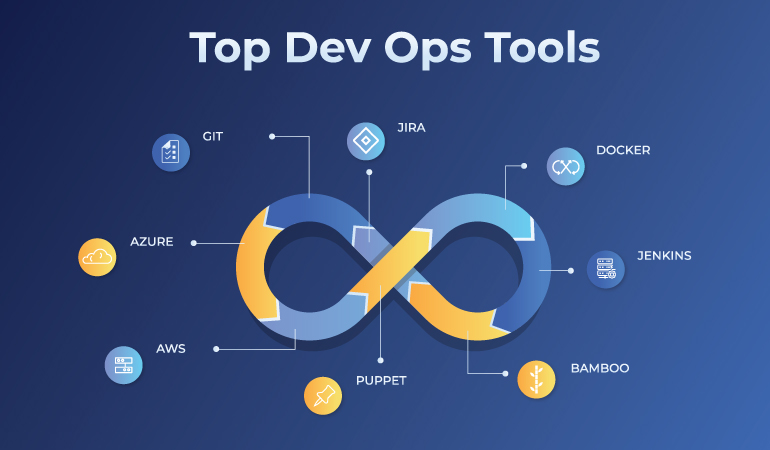 Top Dev Ops Tools
GIT
JIRA
DOCKER
AZURE
JENKINS
AWS
PUPPET
BAMBOO